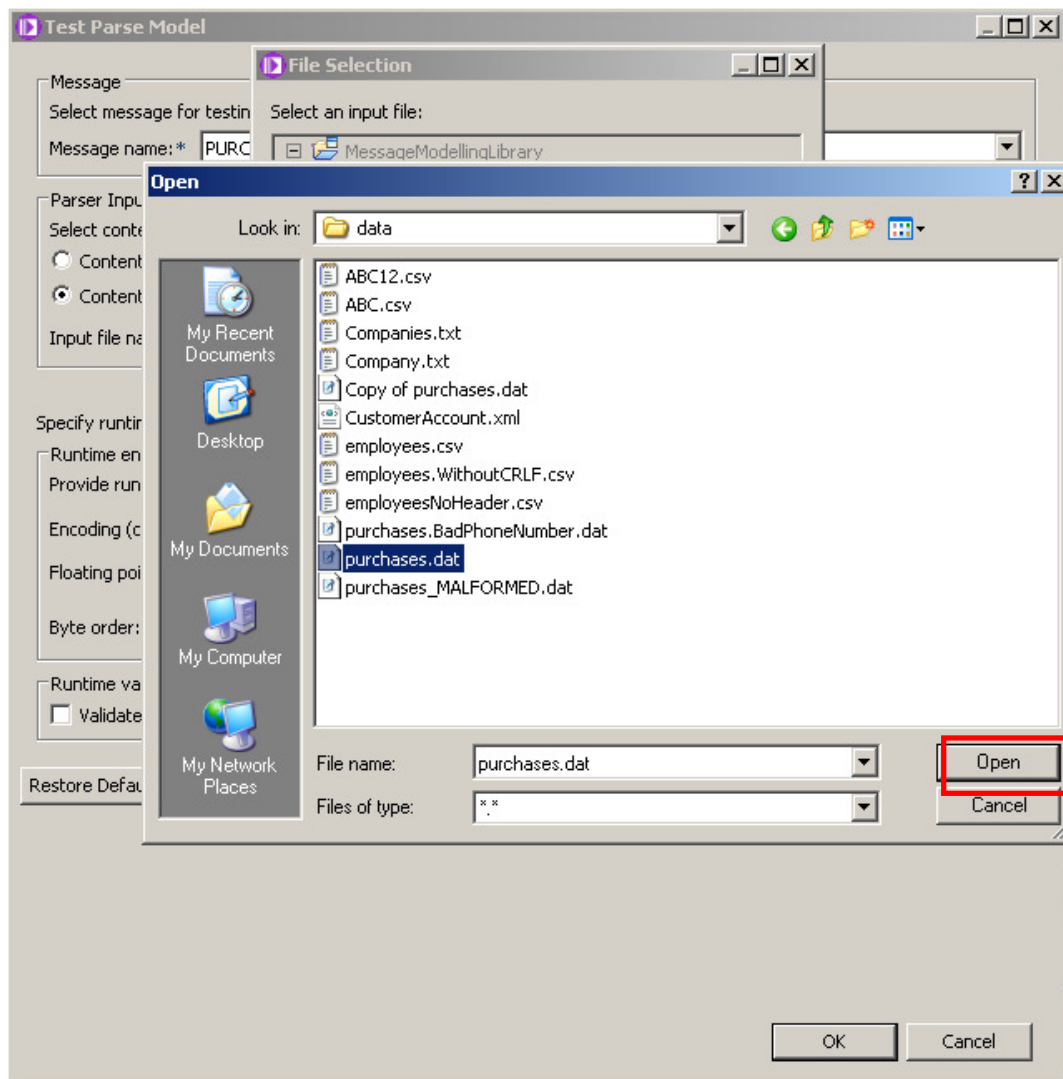 Test Parse Model
File Selection
Message
Select message for testin
Select an input file:
Message name:* PURC
MessageModellingLibrary
Open
Parser Inpu
Select conte
Content
Content
Input file na
Look in: data
My Recent Documents
Desktop
My Documents
My Computer
My Network Places
ABC12.csv
ABC.csv
Companies.txt
Company.txt
Copy of purchases.dat
CustomerAccount.xml
employees.csv
employees.WithoutCRLF.csv
employeesNoHeader.csv
purchases.BadPhoneNumber.dat
purchases.dat
purchases_MALFORMED.dat
Specify runtin
Runtime en
Provide run
Encoding (c
Floating poi
Byte order:
Runtime va
Validate
Restore Defau
File name: purchases.dat
Open
Files of type: *.*
Cancel
OK
Cancel